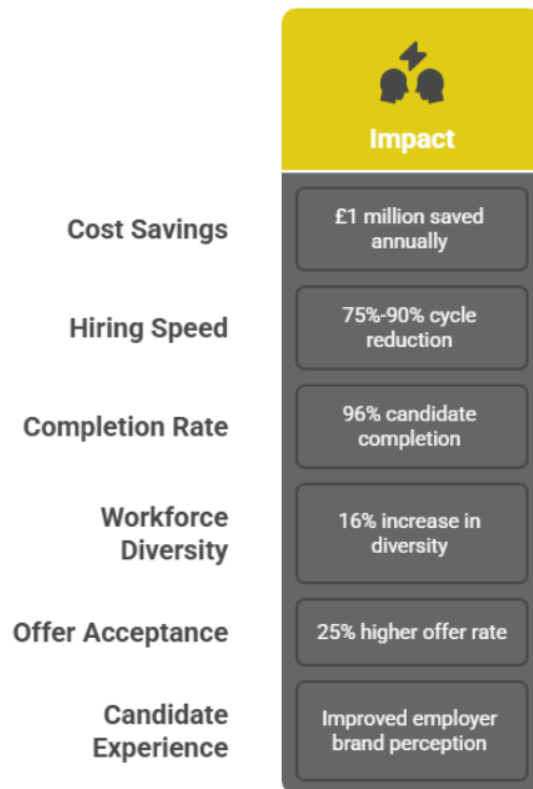 Impact
Cost Savings
£1 million saved
annually
Hiring Speed
75%-90% cycle
reduction
Completion Rate
96% candidate
completion
Workforce
Diversity
16% increase in
diversity
Offer Acceptance
25% higher offer rate
Candidate
Experience
Improved employer
brand perception